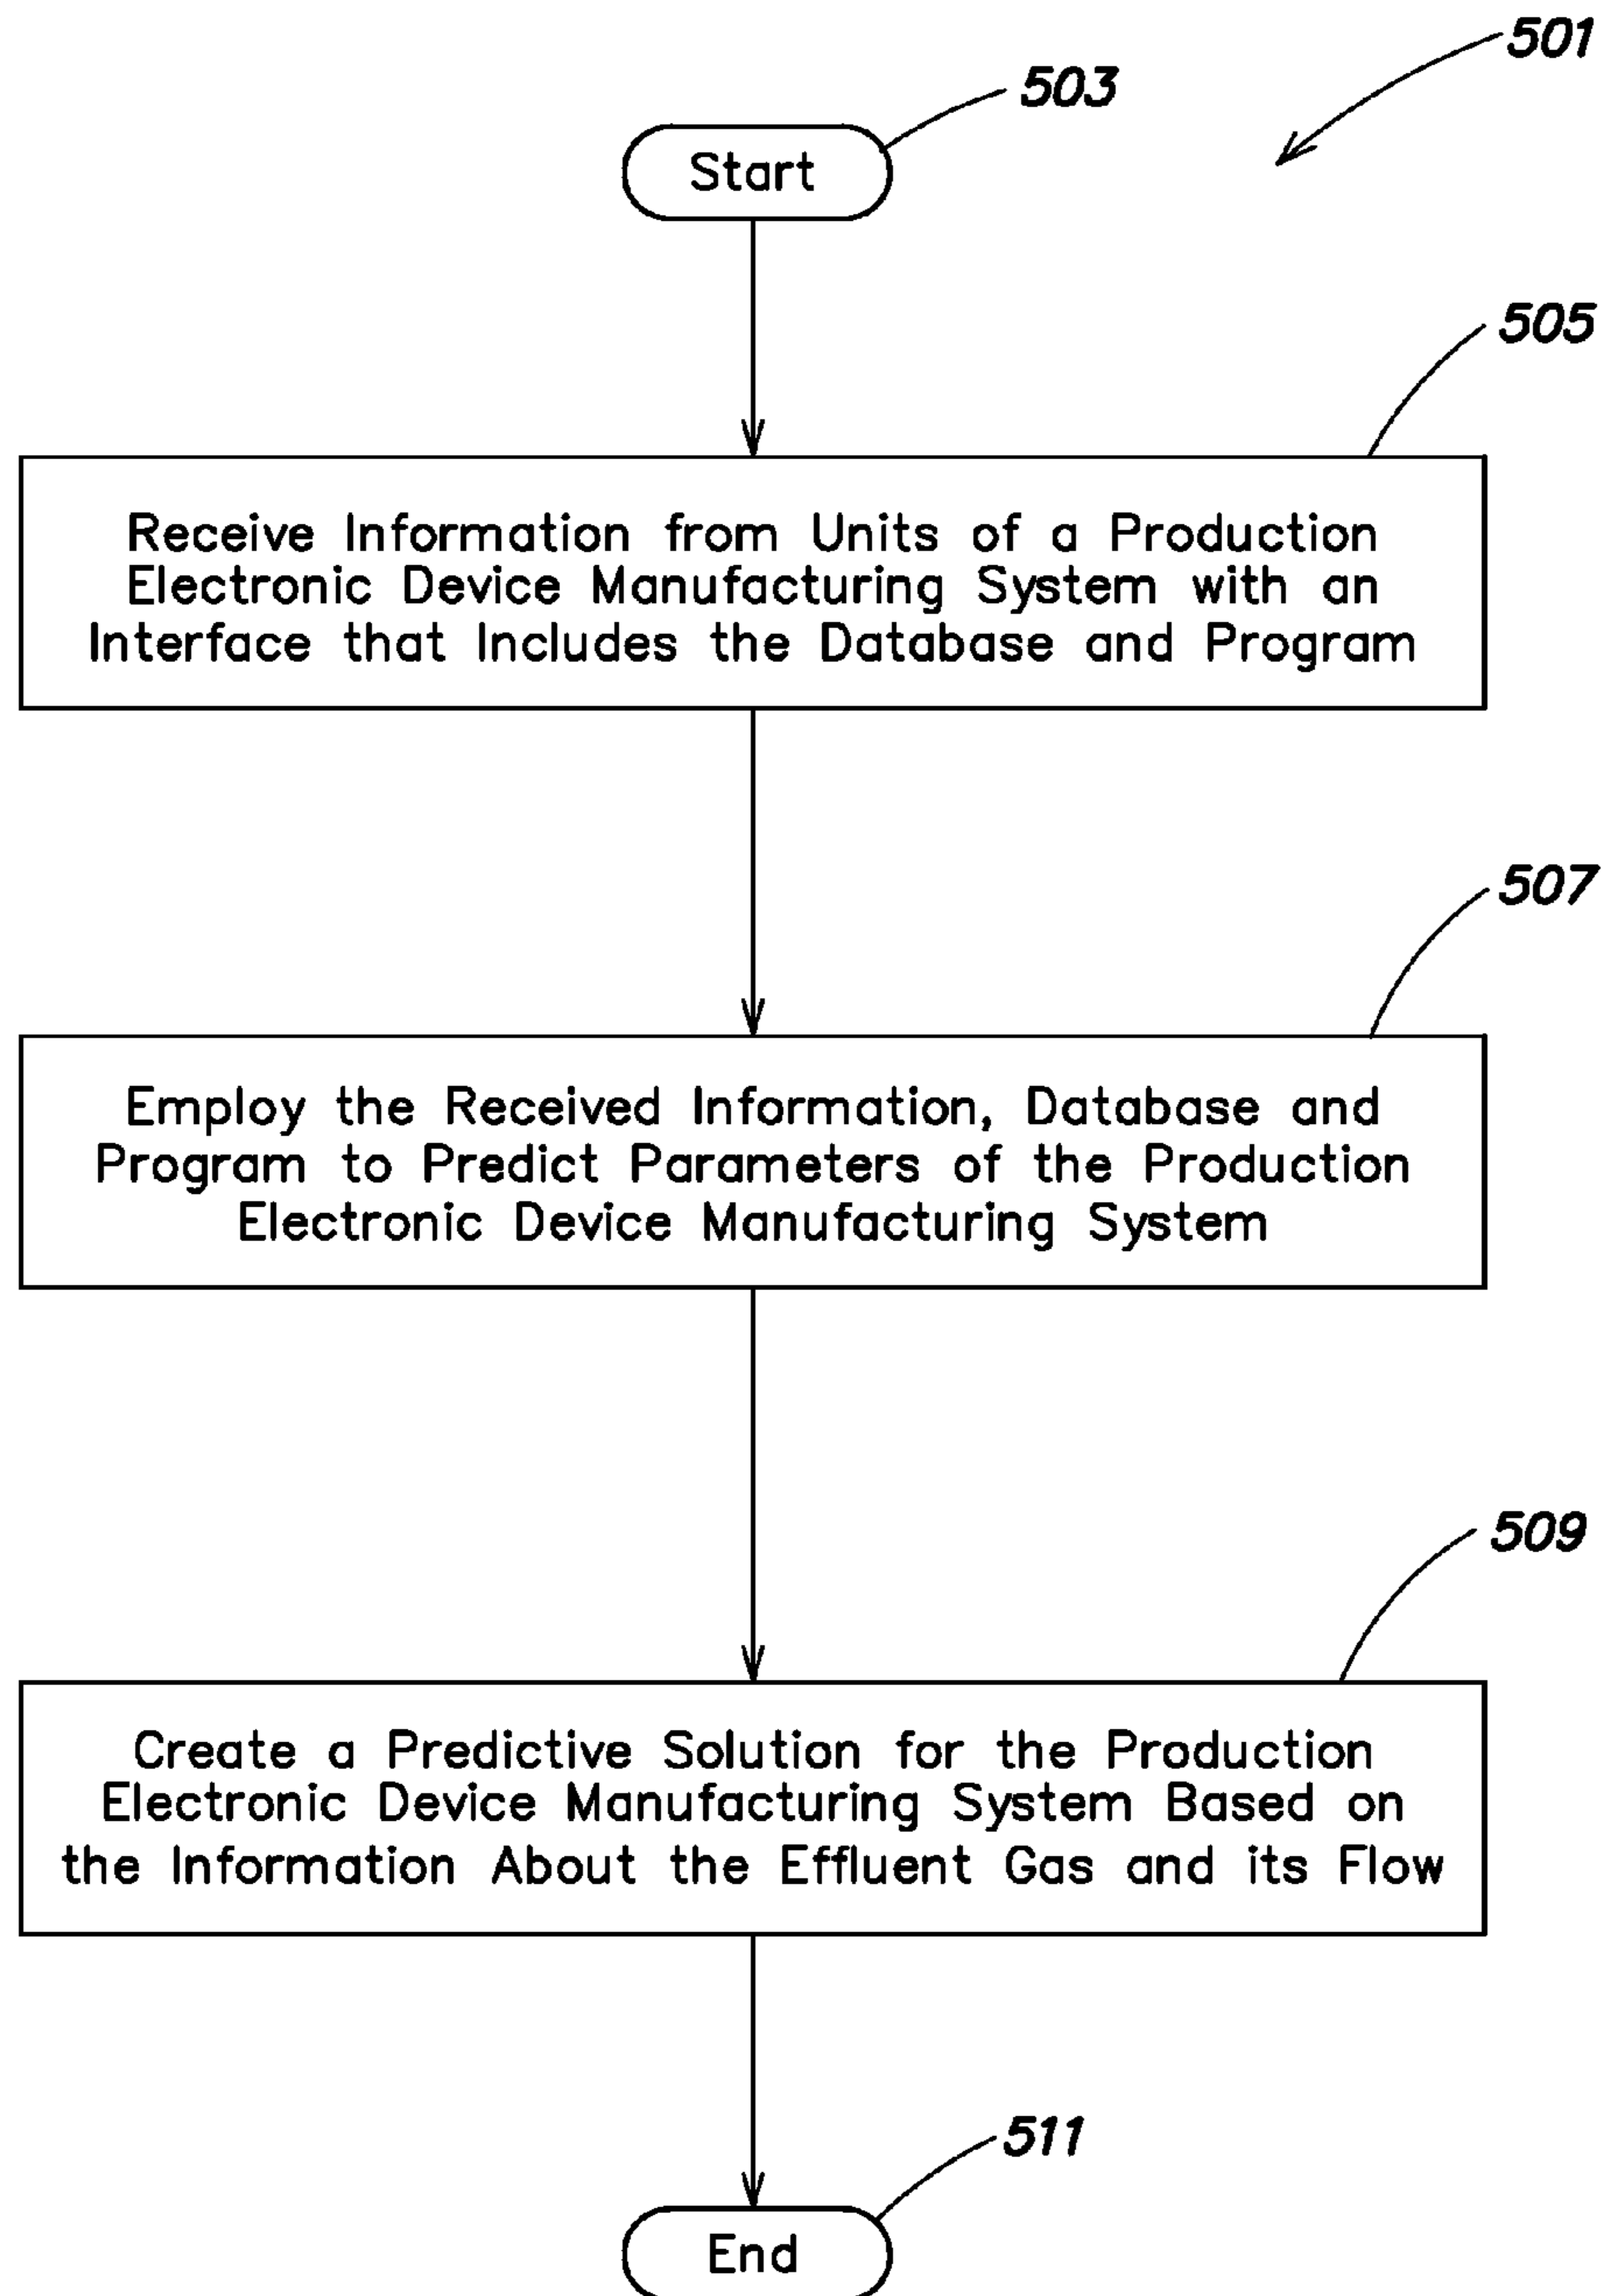 501
503
Start
505
Receive Information from Units of a Production
Electronic Device Manufacturing System with an
Interface that Includes the Database and Program
507
Employ the Received Information, Database and
Program to Predict Parameters of the Production
Electronic Device Manufacturing System
509
Create a Predictive Solution for the Production
Electronic Device Manufacturing System Based on
the Information About the Effluent Gas and its Flow
511
End